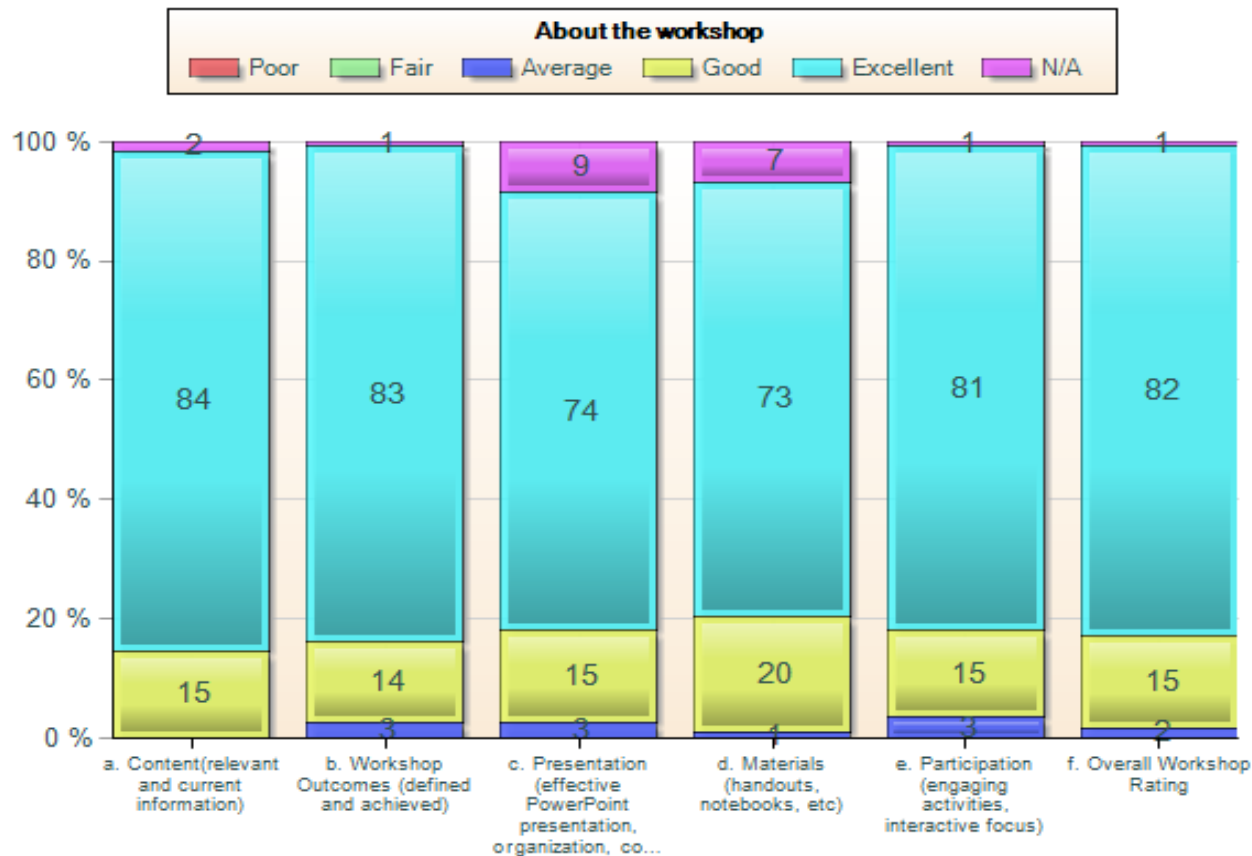 About the workshop
Poor Fair Average Good Excellent N/A
100 %
80 %
60 %
40 %
20 %
0 %
2 1 9 7 1 1
84 83 74 73 81 82
15 14 15 20 15 15
3 3 1 3 2
a. Content(relevant
and current
information)
b. Workshop
Outcomes (defined
and achieved)
c. Presentation
(effective
PowerPoint
presentation,
organization, co...
d. Materials
(handouts,
notebooks, etc)
e. Participation
(engaging
activities,
interactive focus)
f. Overall Workshop
Rating